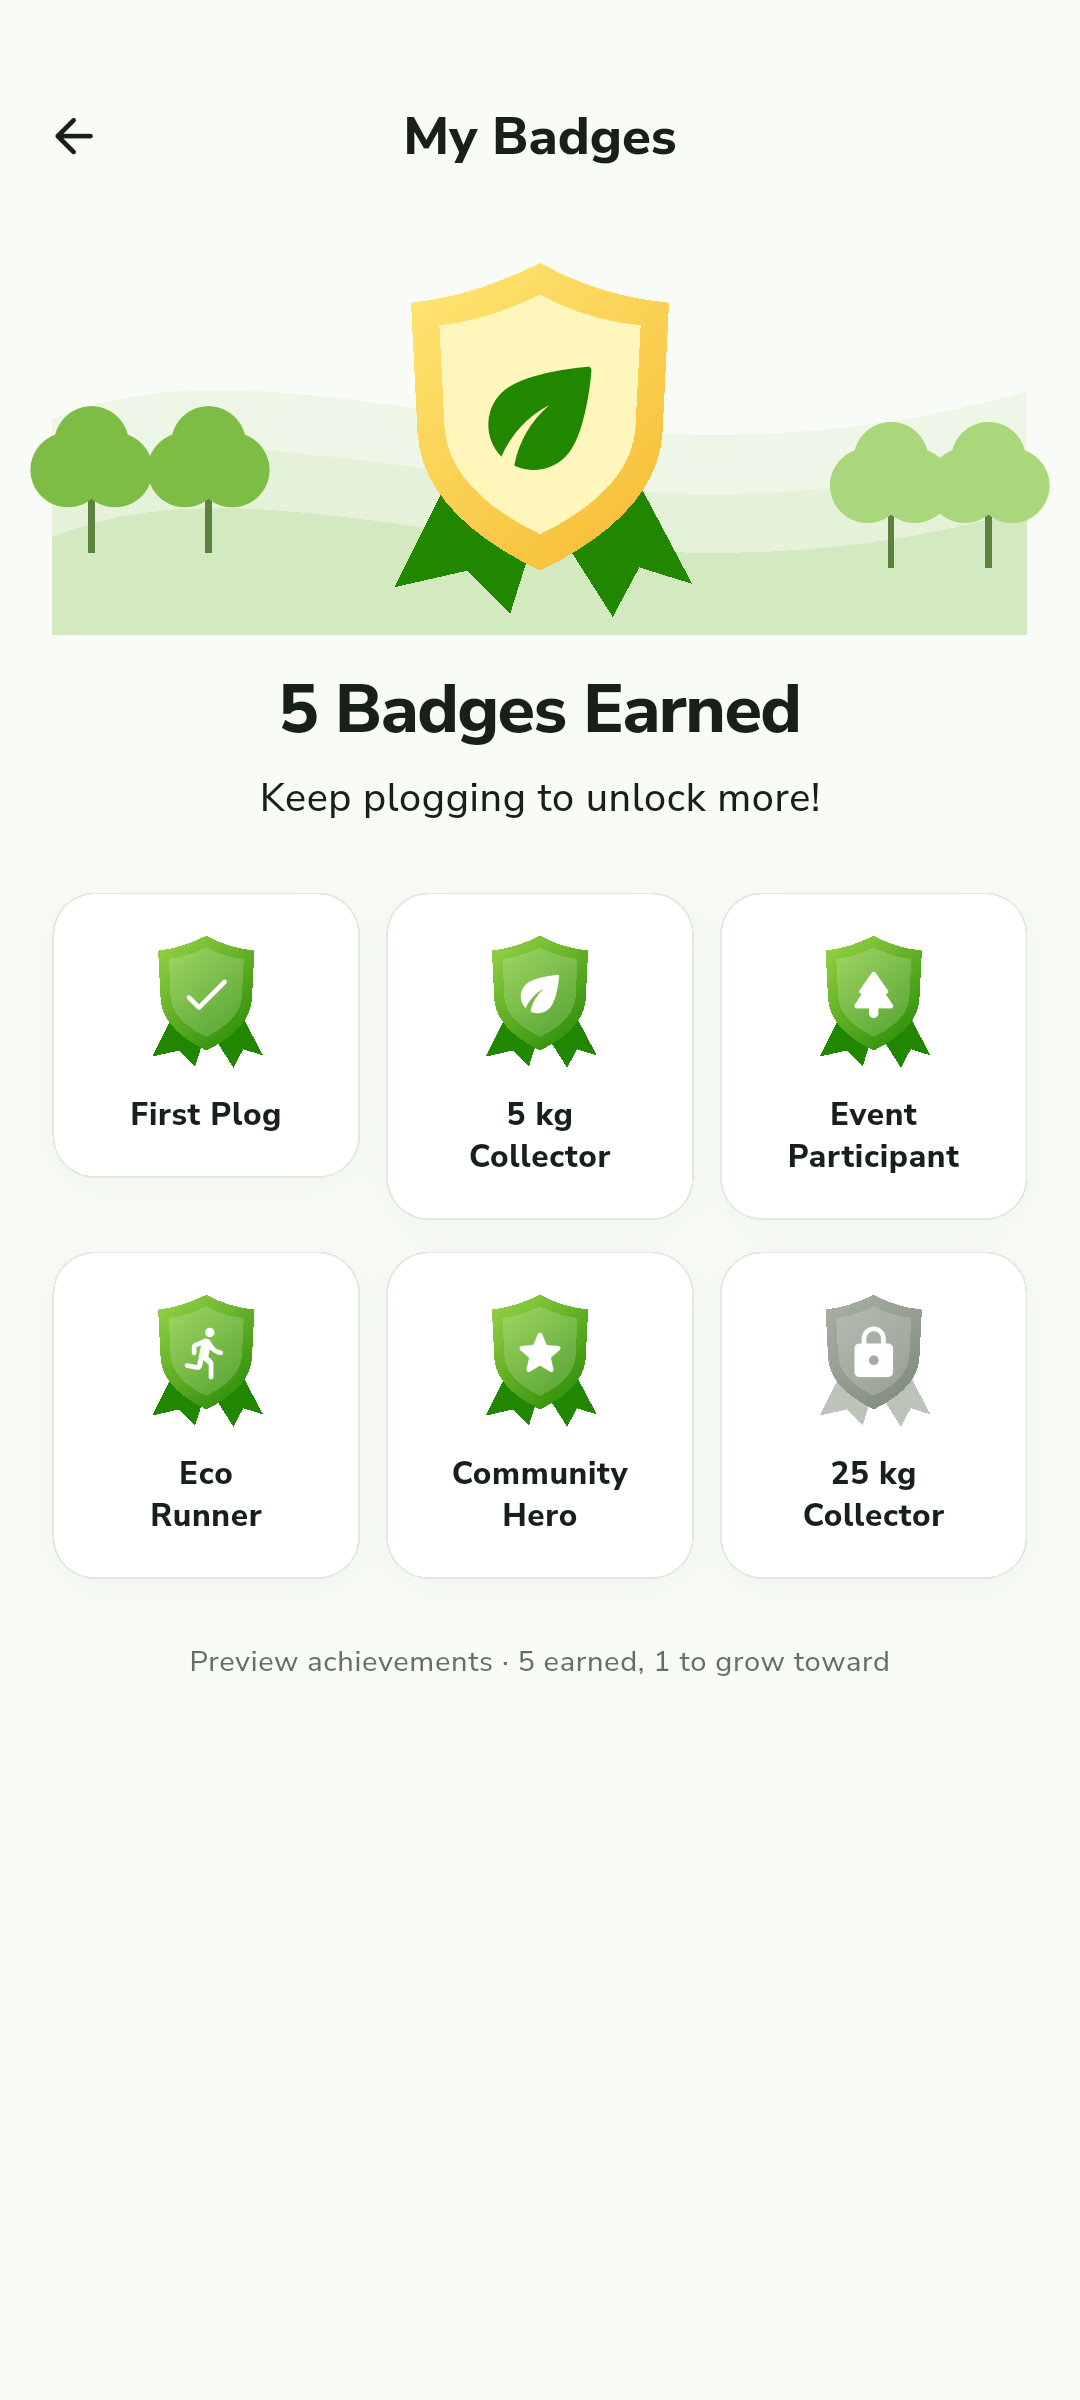 My Badges
5 Badges Earned
Keep plogging to unlock more!
First Plog
5 kg
Collector
Event
Participant
Eco
Runner
Community
Hero
25 kg
Collector
Preview achievements · 5 earned, 1 to grow toward